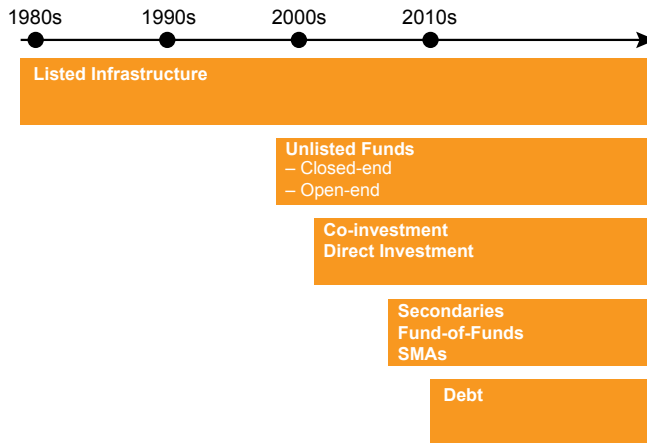 1980s 1990s 2000s 2010s
Listed Infrastructure
Unlisted Funds
– Closed-end
– Open-end
Co-investment
Direct Investment
Secondaries
Fund-of-Funds
SMAs
Debt